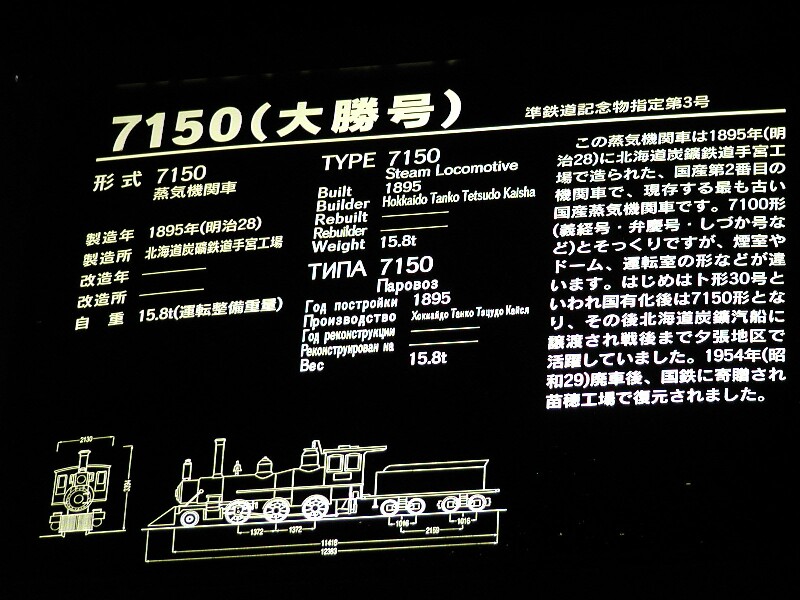 7150(大勝号)
準鉄道記念物指定第3号
形式 7150
蒸気機関車
製造年 1895年(明治28)
製造所 北海道炭鑛鉄道手宮工場
改造年 ———
改造所 ———
自重 15.8t(運転整備重量)
TYPE 7150
Steam Locomotive
Built 1895
Builder Hokkaido Tanko Tetsudo Kaisha
Rebuilt ———
Rebuilder ———
Weight 15.8t
ТИПА 7150
Паровоз
Год постройки 1895
Производство Хоккайдо Танко Тэцудо Кайся
Год реконструкции ———
Реконструирован на ———
Вес 15.8t
この蒸気機関車は1895年(明
治28)に北海道炭鑛鉄道手宮工
場で造られた、国産第2番目の
機関車で、現存する最も古い
国産蒸気機関車です。7100形
(義経号・弁慶号・しづか号な
ど)とそっくりですが、煙室や
ドーム、運転室の形などが違
います。はじめはト形30号と
いわれ国有化後は7150形とな
り、その後北海道炭鑛汽船に
譲渡され戦後まで夕張地区で
活躍していました。1954年(昭
和29)廃車後、国鉄に寄贈され
苗穂工場で復元されました。
2130
1372 1372 1016 2159 1016
11418
12363